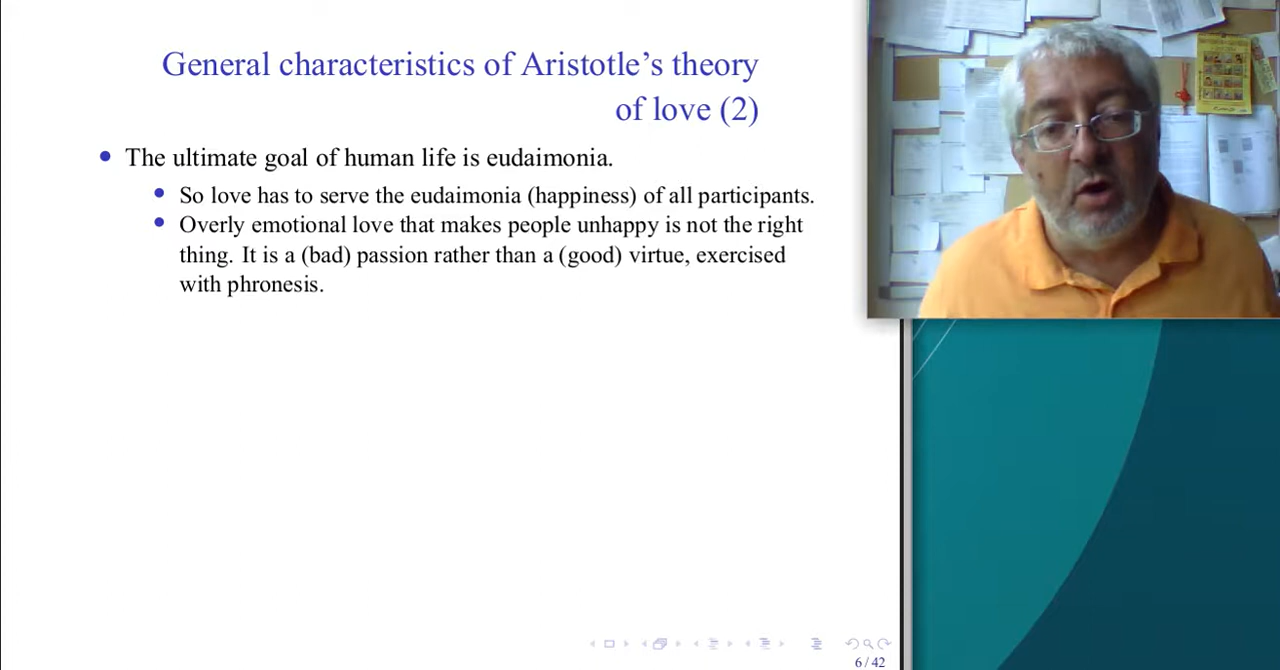 General characteristics of Aristotle's theory
of love (2)
• The ultimate goal of human life is eudaimonia.
• So love has to serve the eudaimonia (happiness) of all participants.
• Overly emotional love that makes people unhappy is not the right
thing. It is a (bad) passion rather than a (good) virtue, exercised
with phronesis.
6 / 42